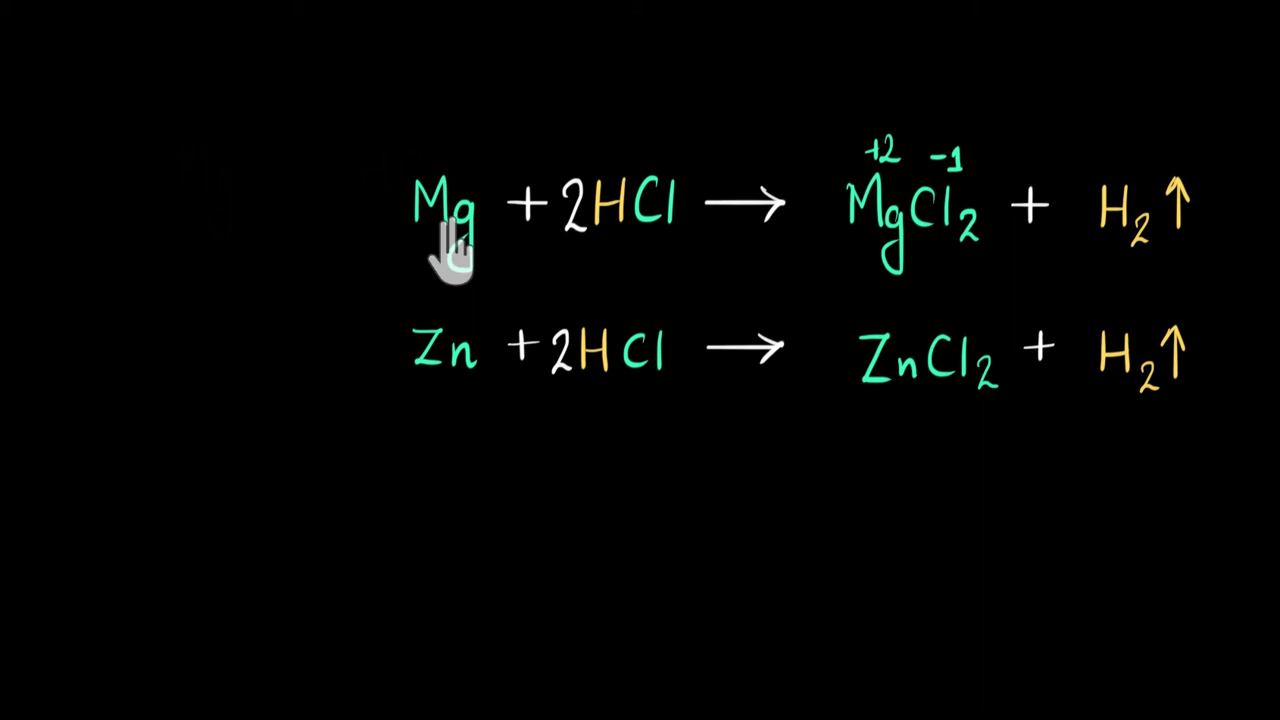 +2 -1
Mg + 2HCl → MgCl₂ + H₂↑
Zn + 2HCl → ZnCl₂ + H₂↑